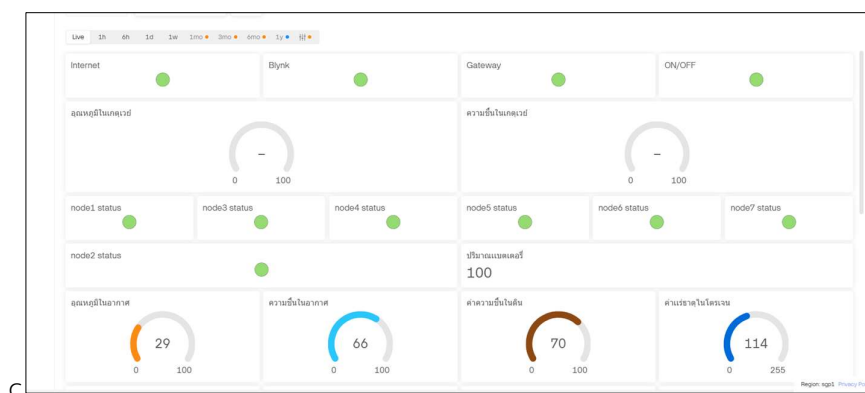 Live 1h 6h 1d 1w 1mo 3mo 6mo 1y
Internet Blynk Gateway ON/OFF
อุณหภูมิในเกตุเวย์ ความชื้นในเกตุเวย์
– –
0 100 0 100
node1 status node3 status node4 status node5 status node6 status node7 status
node2 status ปริมาณแบตเตอรี่
100
อุณหภูมิในอากาศ ความชื้นในอากาศ ค่าความชื้นในดิน ค่าแร่ธาตุไนโตรเจน
29 66 70 114
0 100 0 100 0 100 0 255
Region: sgp1 Privacy Po